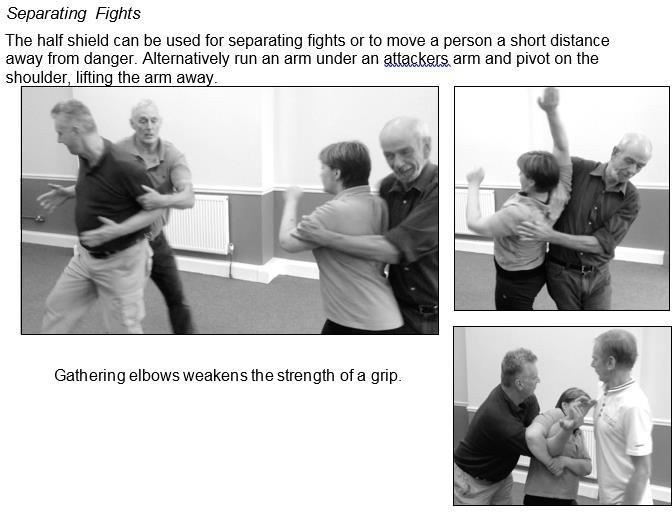 Separating Fights
The half shield can be used for separating fights or to move a person a short distance
away from danger. Alternatively run an arm under an attackers arm and pivot on the
shoulder, lifting the arm away.
Gathering elbows weakens the strength of a grip.